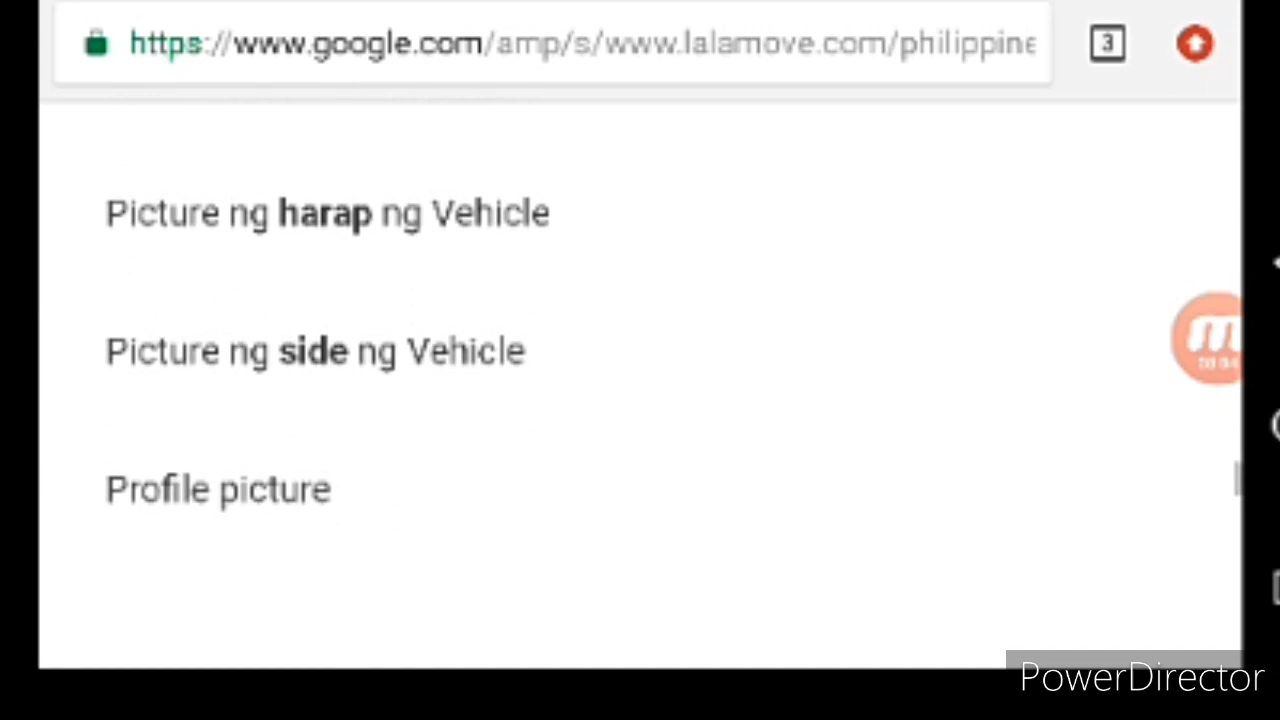 https://www.google.com/amp/s/www.lalamove.com/philippine
3
Picture ng harap ng Vehicle
Picture ng side ng Vehicle
Profile picture
PowerDirector